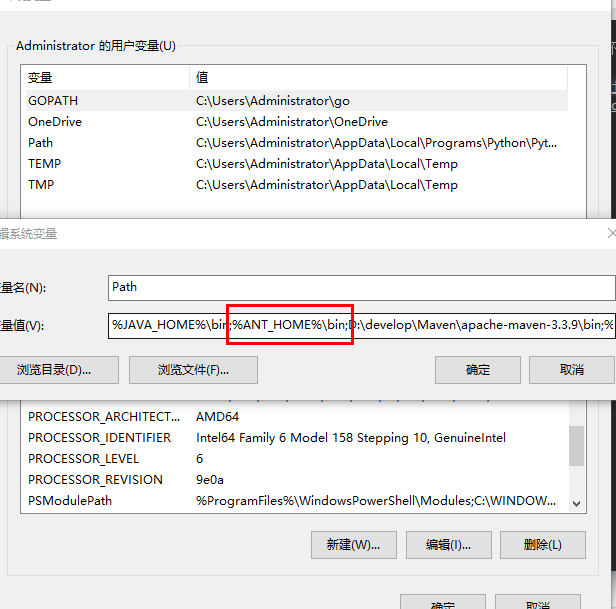 Administrator 的用户变量(U)
变量 值
GOPATH C:\Users\Administrator\go
OneDrive C:\Users\Administrator\OneDrive
Path C:\Users\Administrator\AppData\Local\Programs\Python\Pyt...
TEMP C:\Users\Administrator\AppData\Local\Temp
TMP C:\Users\Administrator\AppData\Local\Temp
编辑系统变量
变量名(N): Path
变量值(V): %JAVA_HOME%\bin;%ANT_HOME%\bin;D:\develop\Maven\apache-maven-3.3.9\bin;%
浏览目录(D)... 浏览文件(F)... 确定 取消
PROCESSOR_ARCHITECT... AMD64
PROCESSOR_IDENTIFIER Intel64 Family 6 Model 158 Stepping 10, GenuineIntel
PROCESSOR_LEVEL 6
PROCESSOR_REVISION 9e0a
PSModulePath %ProgramFiles%\WindowsPowerShell\Modules;C:\WINDOW...
新建(W)... 编辑(I)... 删除(L)
确定 取消